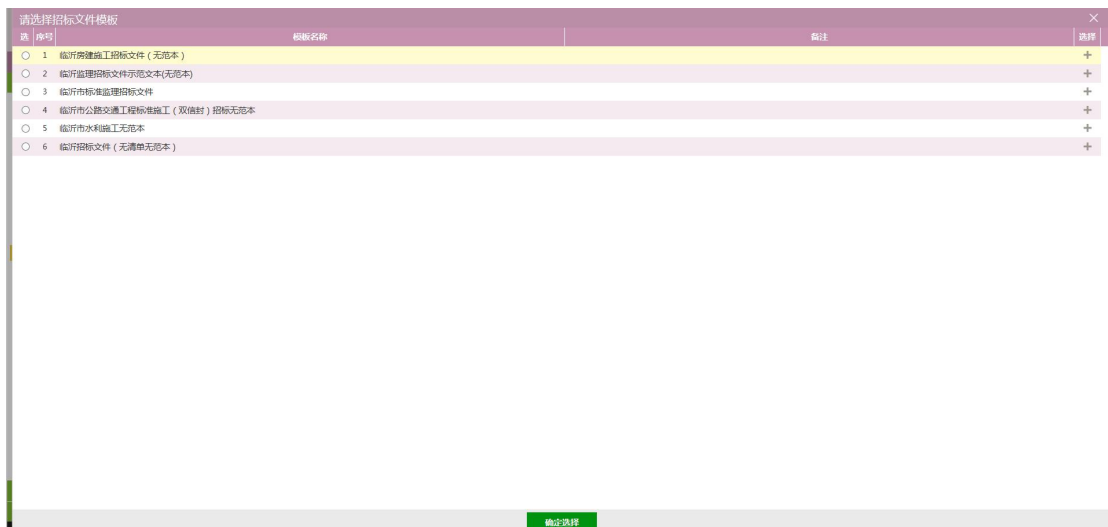 请选择招标文件模板
选 序号 模板名称 备注 选择
1 临沂房建施工招标文件（无范本）
2 临沂监理招标文件示范文本(无范本)
3 临沂市标准监理招标文件
4 临沂市公路交通工程标准施工（双信封）招标无范本
5 临沂市水利施工无范本
6 临沂招标文件（无清单无范本）
确定选择